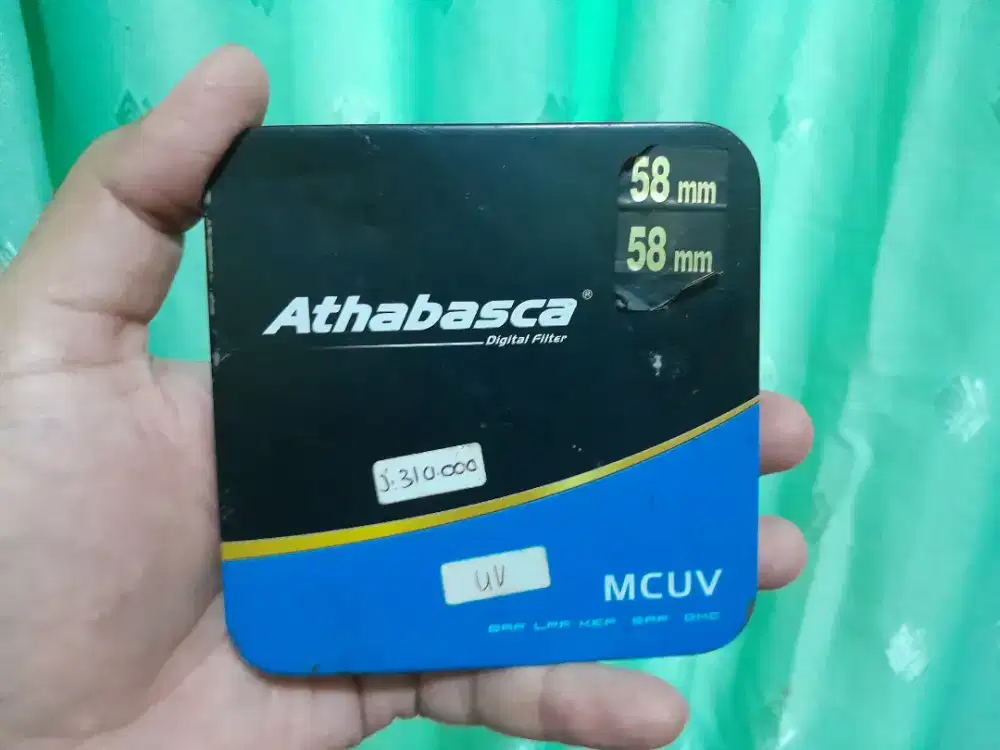 58 mm
58 mm
Athabasca®
Digital Filter
J.310.000
UV
MCUV